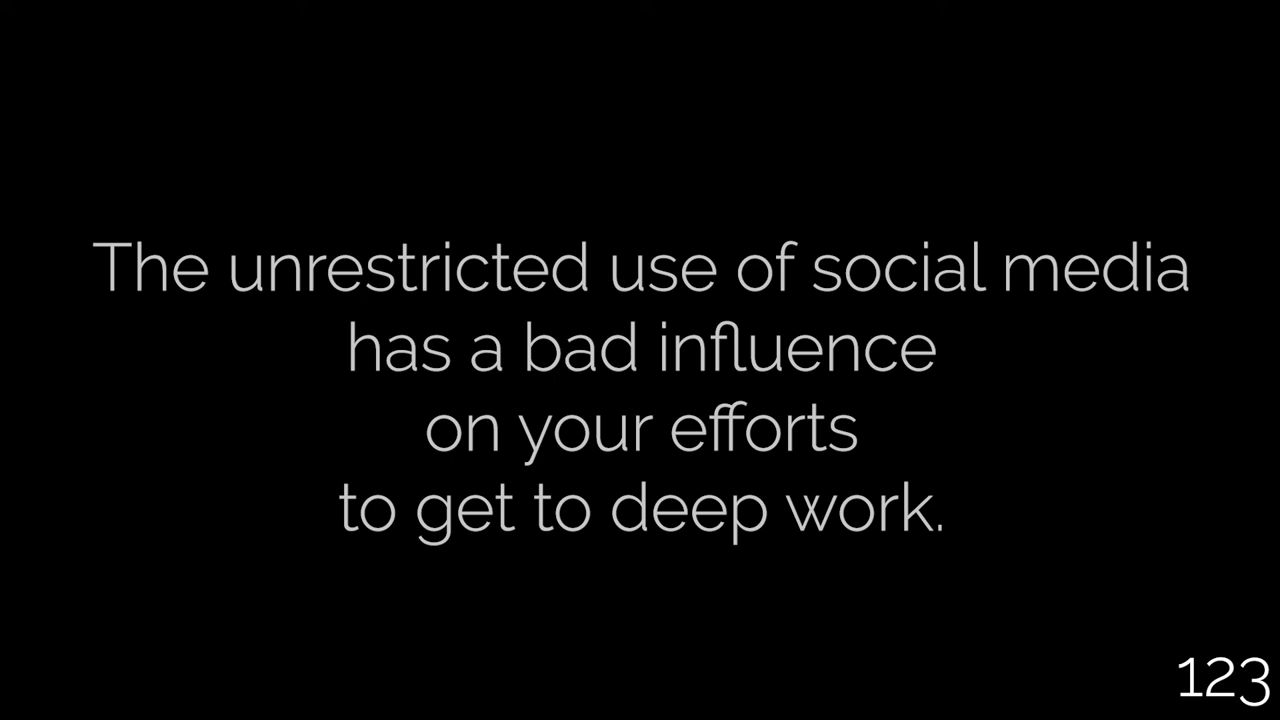 The unrestricted use of social media
has a bad influence
on your efforts
to get to deep work.
123